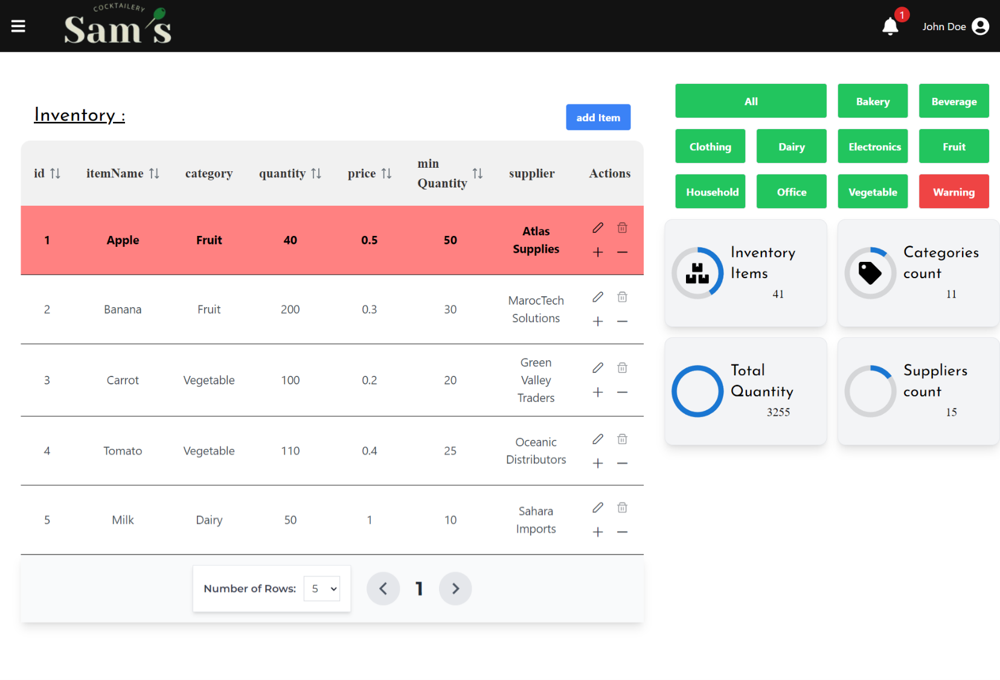 COCKTAILERY
Sam's
1
John Doe
Inventory :
add Item
id itemName category quantity price min Quantity supplier Actions
1 Apple Fruit 40 0.5 50 Atlas Supplies
2 Banana Fruit 200 0.3 30 MarocTech Solutions
3 Carrot Vegetable 100 0.2 20 Green Valley Traders
4 Tomato Vegetable 110 0.4 25 Oceanic Distributors
5 Milk Dairy 50 1 10 Sahara Imports
Number of Rows: 5
1
All Bakery Beverage
Clothing Dairy Electronics Fruit
Household Office Vegetable Warning
Inventory Items
41
Categories count
11
Total Quantity
3255
Suppliers count
15